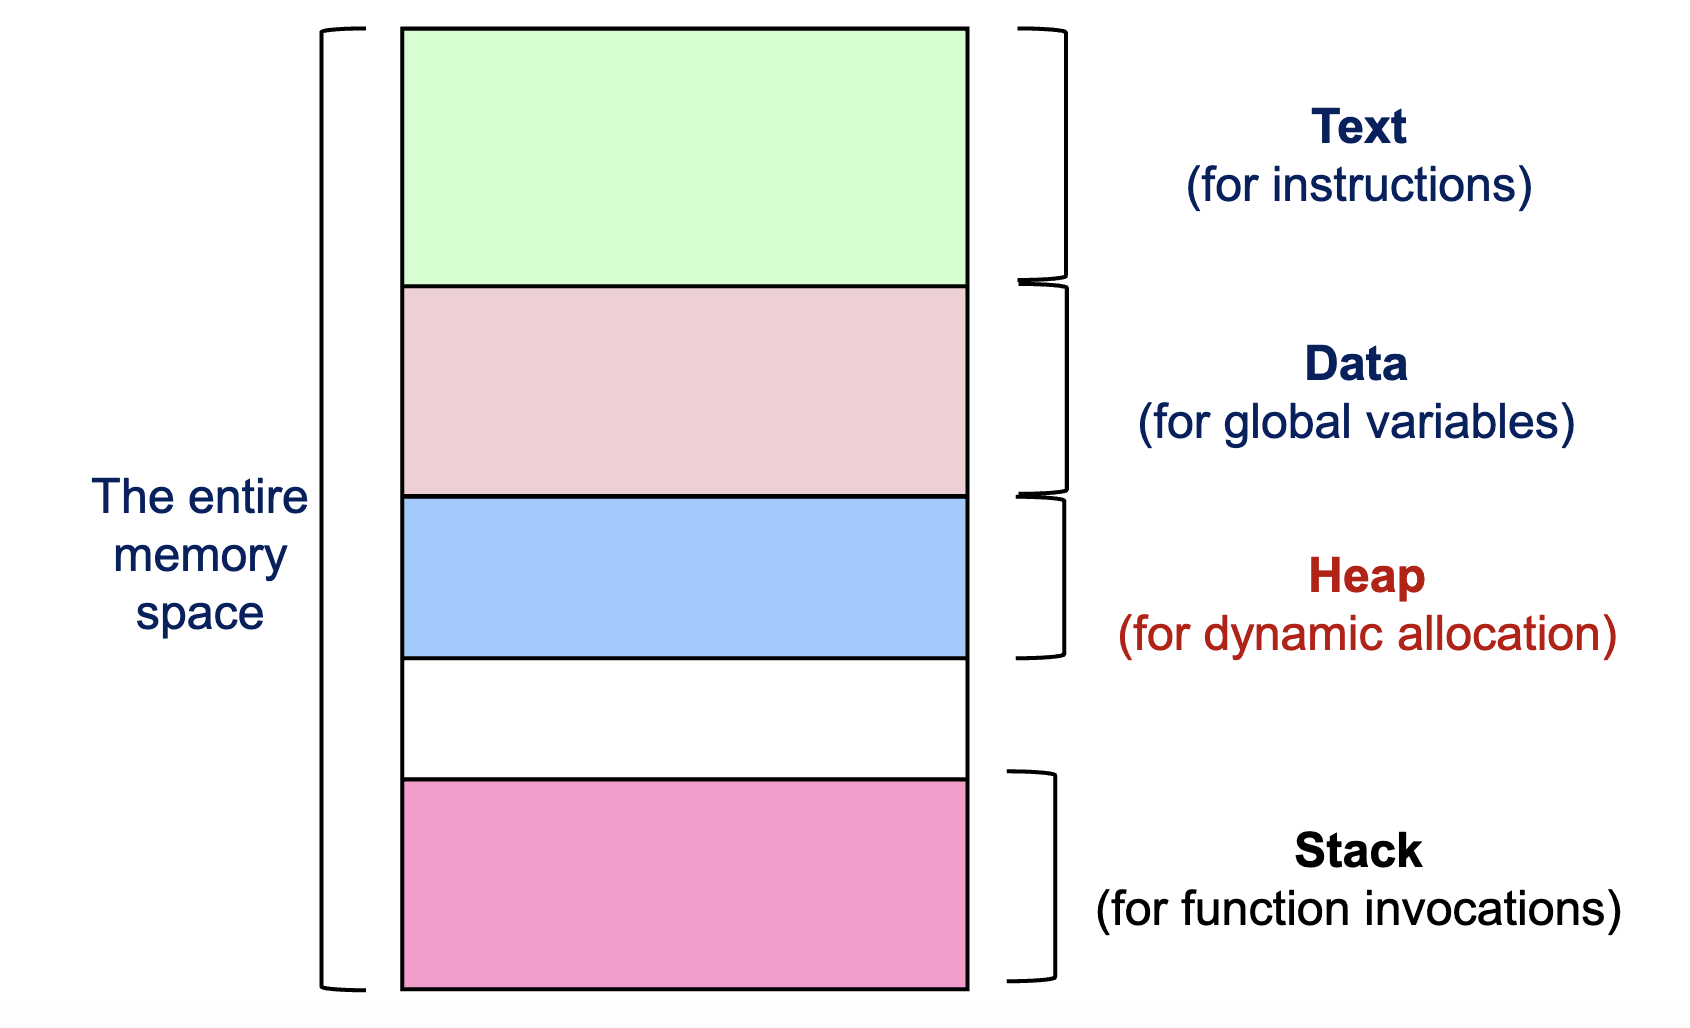 The entire
memory
space
Text
(for instructions)
Data
(for global variables)
Heap
(for dynamic allocation)
Stack
(for function invocations)